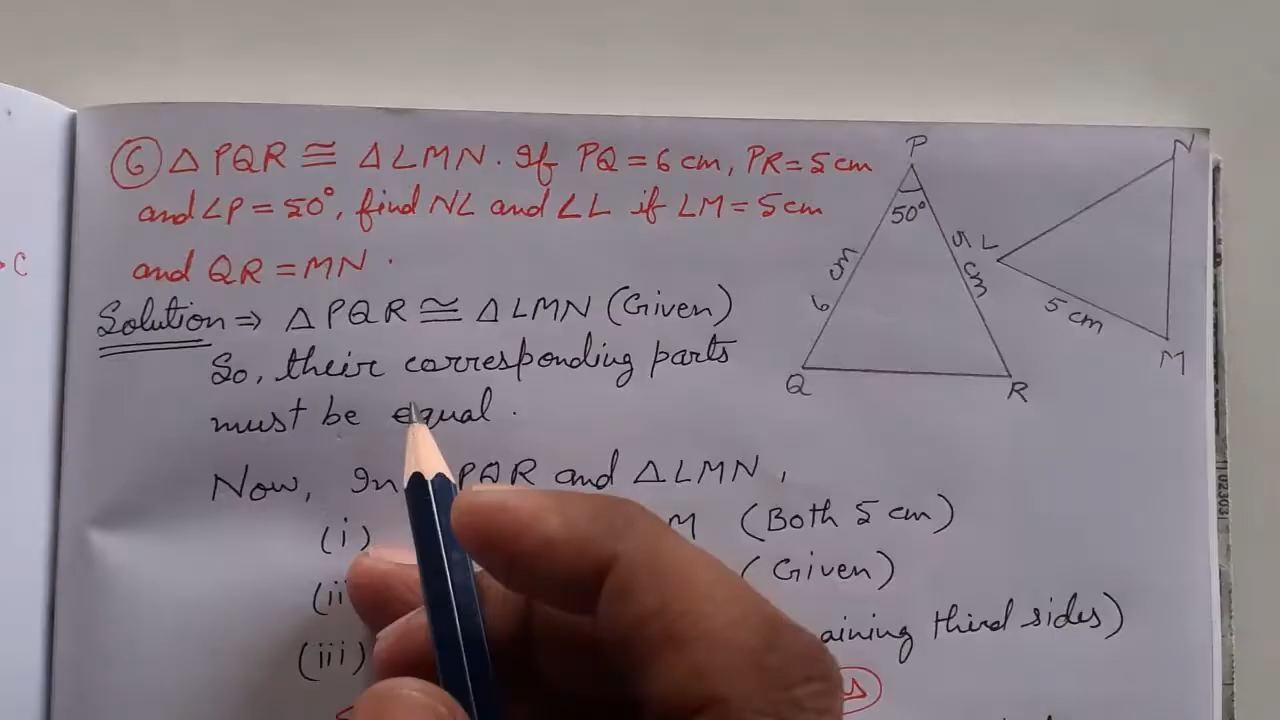 ⑥ △PQR ≅ △LMN. If PQ = 6 cm, PR = 5 cm
and ∠P = 50°, find NL and ∠L if LM = 5 cm
and QR = MN.
Solution ⇒ △PQR ≅ △LMN (Given)
So, their corresponding parts
must be equal.
Now, In PQR and △LMN,
(i) M (Both 5 cm)
(ii (Given)
(iii) aining third sides)
P
50°
6 cm
5 cm
Q
R
N
L
5 cm
M
C
02303